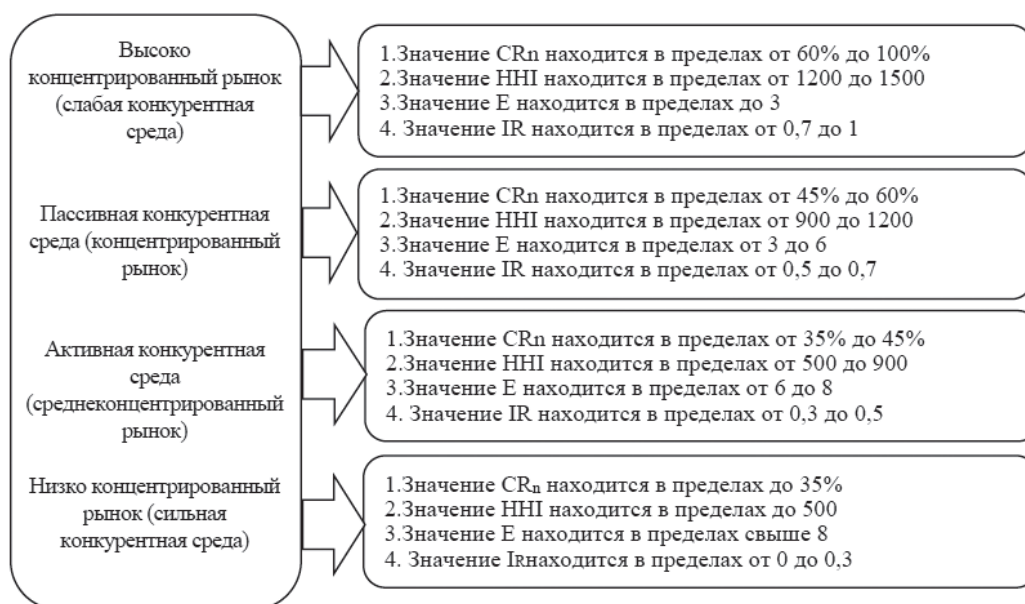 Высоко
концентрированный рынок
(слабая конкурентная
среда)
1.Значение CRn находится в пределах от 60% до 100%
2.Значение HHI находится в пределах от 1200 до 1500
3.Значение E находится в пределах до 3
4. Значение IR находится в пределах от 0,7 до 1
Пассивная конкурентная
среда (концентрированный
рынок)
1.Значение CRn находится в пределах от 45% до 60%
2.Значение HHI находится в пределах от 900 до 1200
3.Значение E находится в пределах от 3 до 6
4. Значение IR находится в пределах от 0,5 до 0,7
Активная конкурентная
среда
(среднеконцентрированный
рынок)
1.Значение CRn находится в пределах от 35% до 45%
2.Значение HHI находится в пределах от 500 до 900
3.Значение E находится в пределах от 6 до 8
4. Значение IR находится в пределах от 0,3 до 0,5
Низко концентрированный
рынок (сильная
конкурентная среда)
1.Значение CRn находится в пределах до 35%
2.Значение HHI находится в пределах до 500
3.Значение E находится в пределах свыше 8
4. Значение IRнаходится в пределах от 0 до 0,3